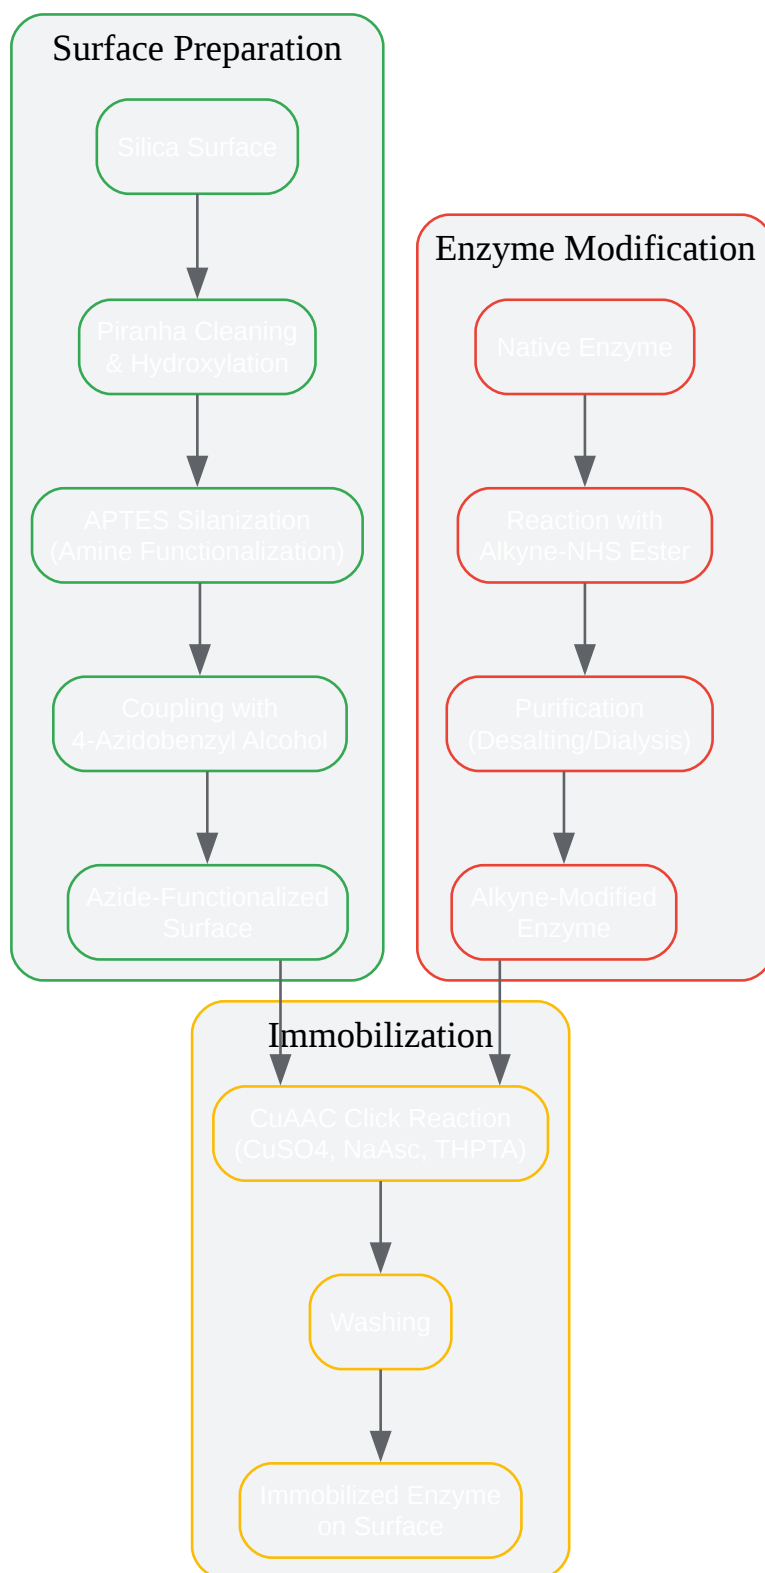 Surface Preparation
Silica Surface
Piranha Cleaning
& Hydroxylation
APTES Silanization
(Amine Functionalization)
Coupling with
4-Azidobenzyl Alcohol
Azide-Functionalized
Surface
Enzyme Modification
Native Enzyme
Reaction with
Alkyne-NHS Ester
Purification
(Desalting/Dialysis)
Alkyne-Modified
Enzyme
Immobilization
CuAAC Click Reaction
(CuSO4, NaAsc, THPTA)
Washing
Immobilized Enzyme
on Surface